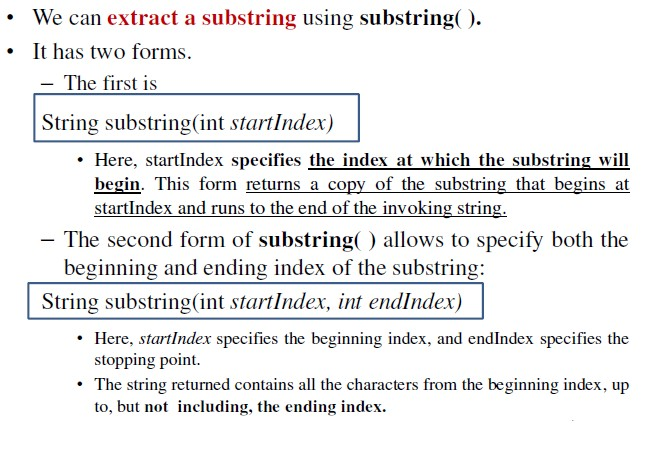 • We can extract a substring using substring( ).
• It has two forms.
– The first is
String substring(int startIndex)
• Here, startIndex specifies the index at which the substring will
begin. This form returns a copy of the substring that begins at
startIndex and runs to the end of the invoking string.
– The second form of substring( ) allows to specify both the
beginning and ending index of the substring:
String substring(int startIndex, int endIndex)
• Here, startIndex specifies the beginning index, and endIndex specifies the
stopping point.
• The string returned contains all the characters from the beginning index, up
to, but not including, the ending index.